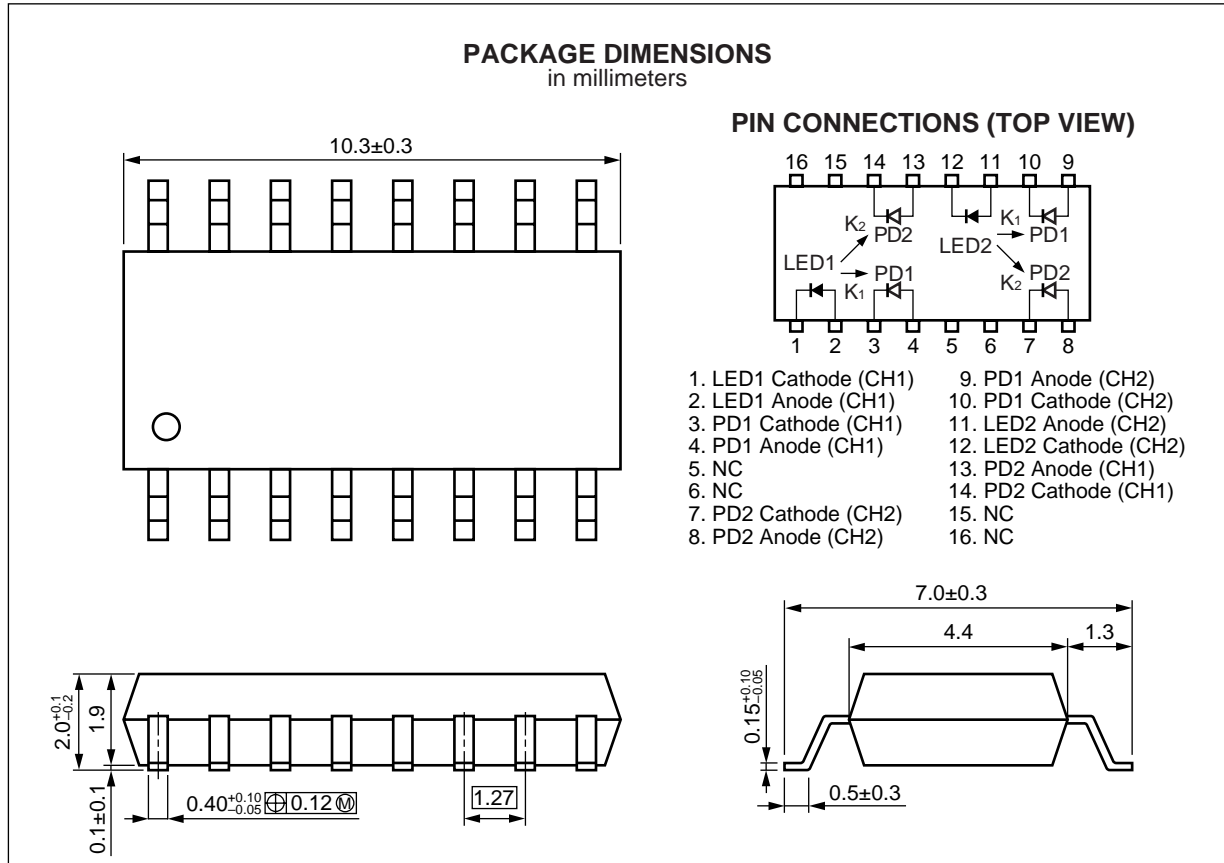 PACKAGE DIMENSIONS
in millimeters
PIN CONNECTIONS (TOP VIEW)
10.3±0.3
16 15 14 13 12 11 10 9
K2 PD2
K1 PD1
LED1
LED2
K1 PD1
K2 PD2
1 2 3 4 5 6 7 8
1. LED1 Cathode (CH1)
2. LED1 Anode (CH1)
3. PD1 Cathode (CH1)
4. PD1 Anode (CH1)
5. NC
6. NC
7. PD2 Cathode (CH2)
8. PD2 Anode (CH2)
9. PD1 Anode (CH2)
10. PD1 Cathode (CH2)
11. LED2 Anode (CH2)
12. LED2 Cathode (CH2)
13. PD2 Anode (CH1)
14. PD2 Cathode (CH1)
15. NC
16. NC
2.0+0.1−0.2
1.9
0.1±0.1
0.40+0.10−0.05 ⌖ 0.12 Ⓜ
1.27
7.0±0.3
4.4
1.3
0.15+0.10−0.05
0.5±0.3